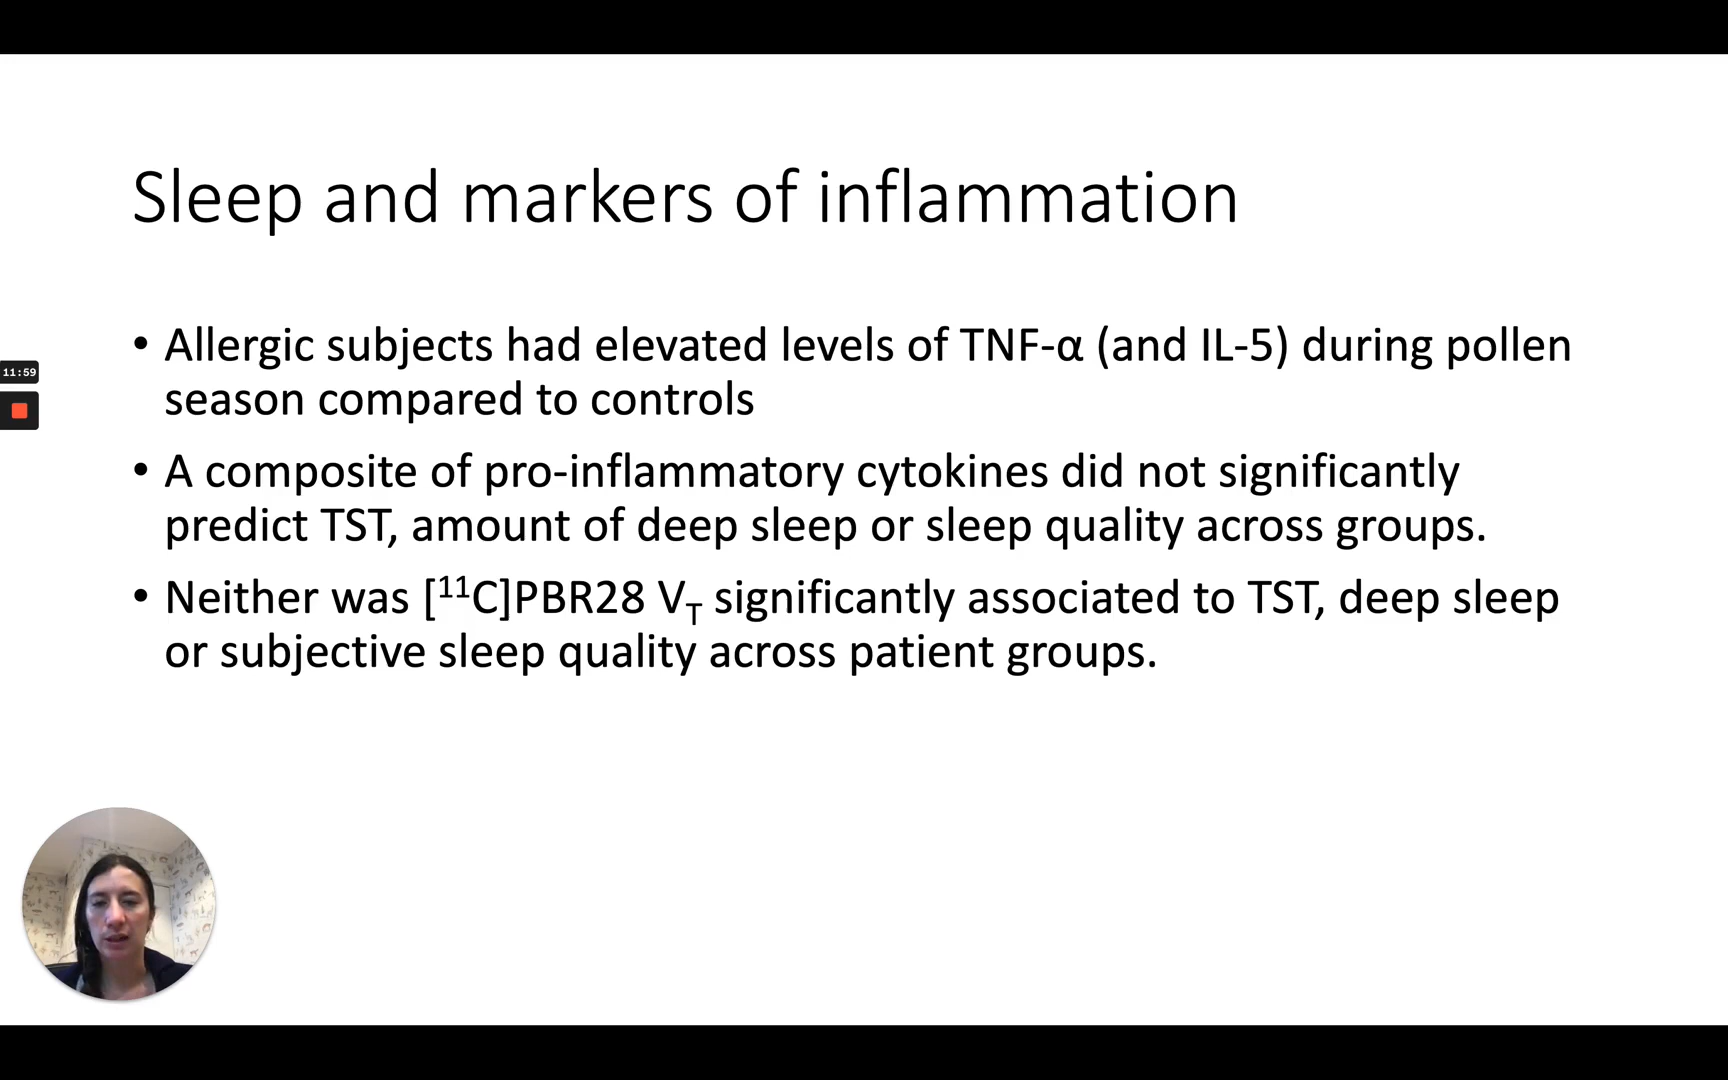 Sleep and markers of inflammation
• Allergic subjects had elevated levels of TNF-α (and IL-5) during pollen
season compared to controls
11:59
• A composite of pro-inflammatory cytokines did not significantly
predict TST, amount of deep sleep or sleep quality across groups.
• Neither was [¹¹C]PBR28 V_T significantly associated to TST, deep sleep
or subjective sleep quality across patient groups.